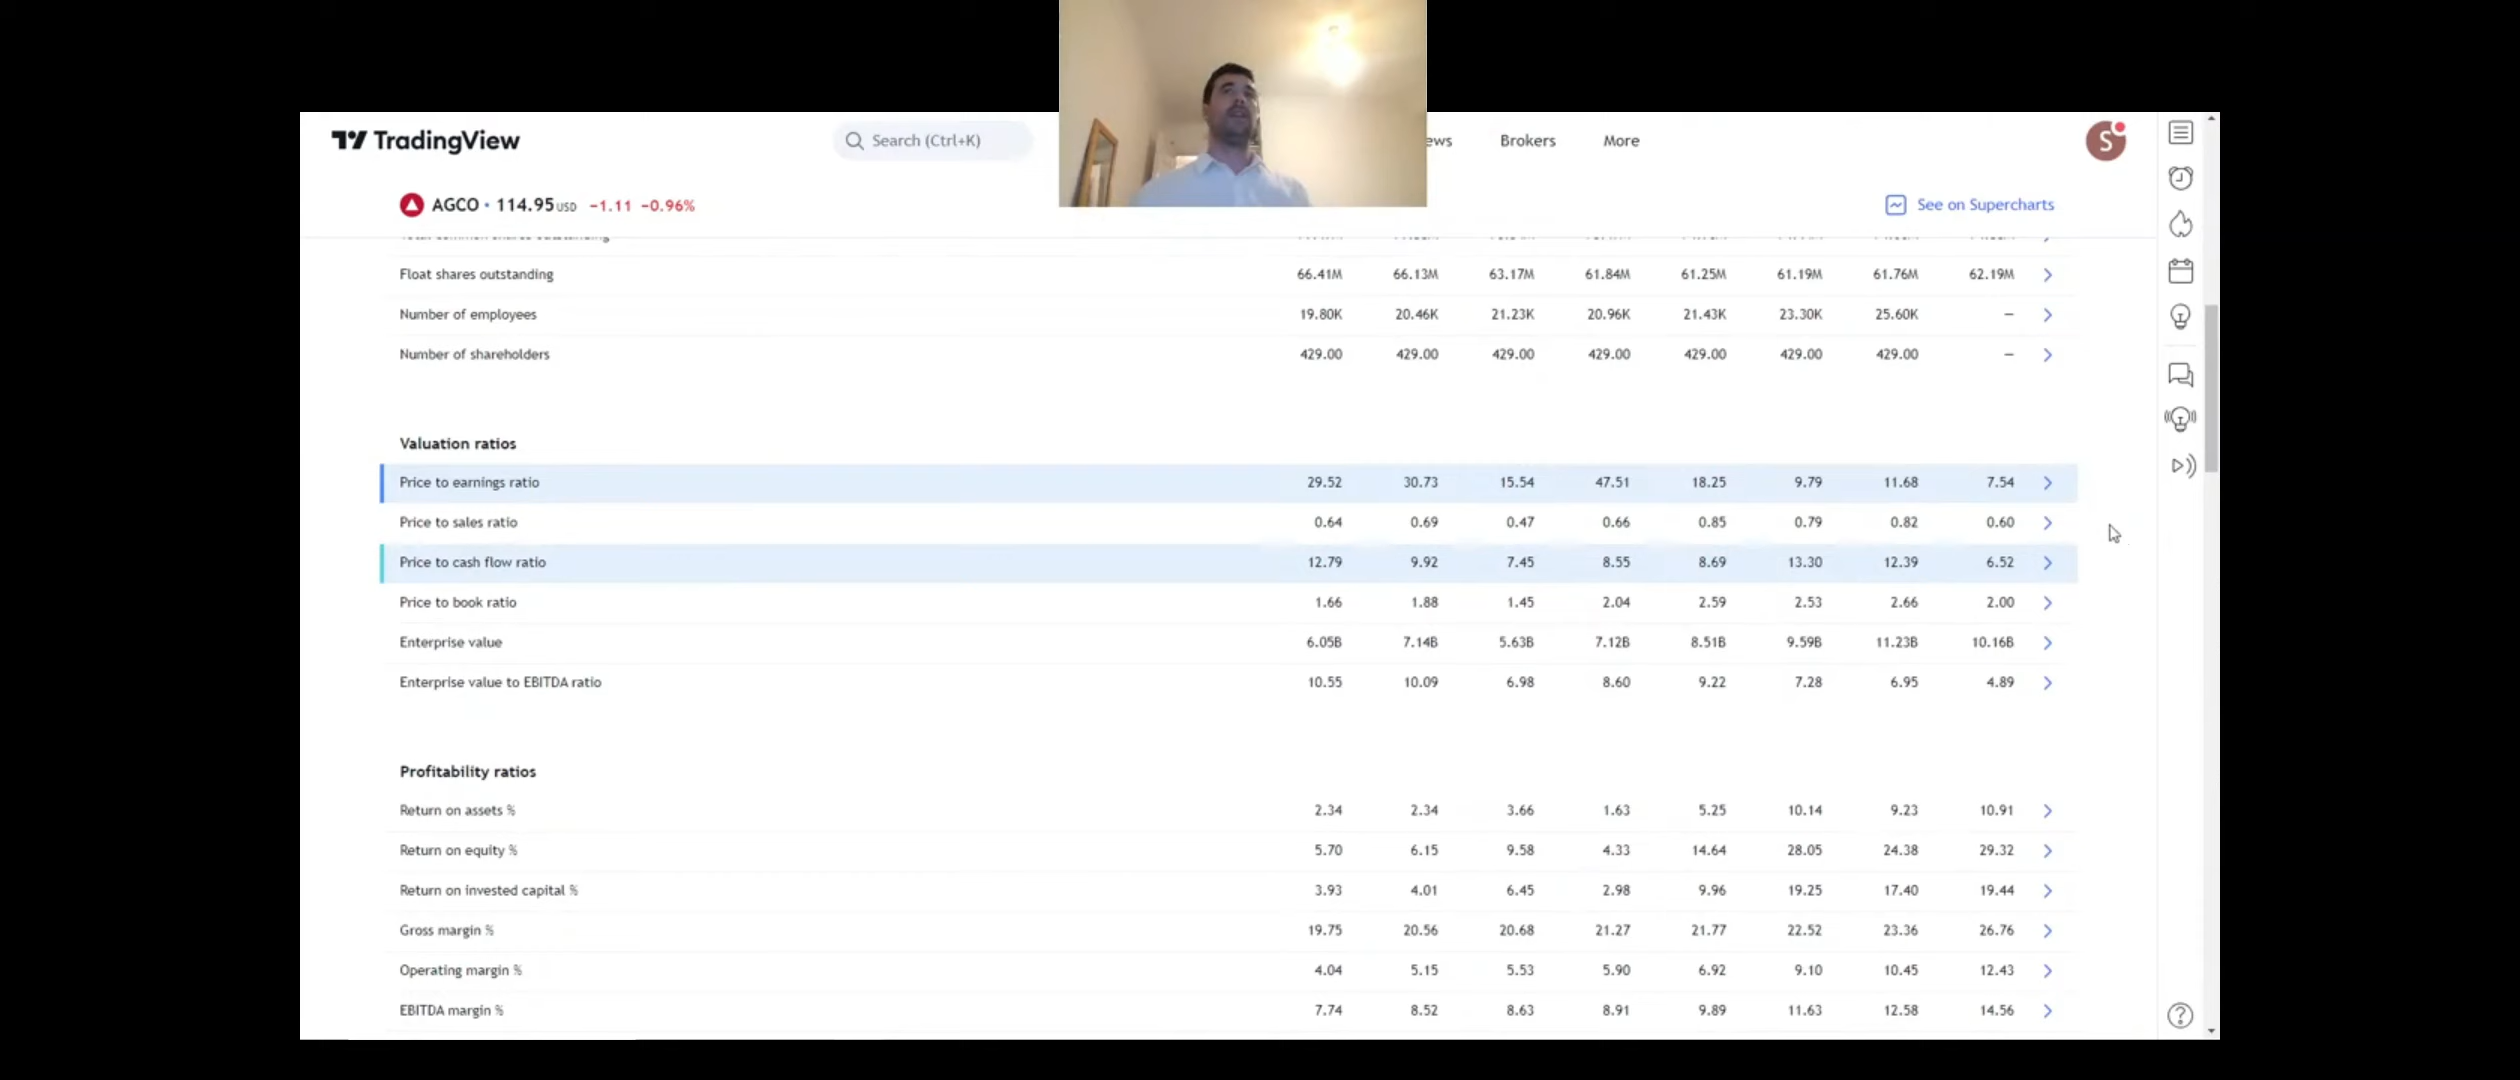 TradingView
Search (Ctrl+K)
ews
Brokers
More
S
AGCO • 114.95 USD −1.11 −0.96%
See on Supercharts
Float shares outstanding 66.41M 66.13M 63.17M 61.84M 61.25M 61.19M 61.76M 62.19M
Number of employees 19.80K 20.46K 21.23K 20.96K 21.43K 23.30K 25.60K —
Number of shareholders 429.00 429.00 429.00 429.00 429.00 429.00 429.00 —
Valuation ratios
Price to earnings ratio 29.52 30.73 15.54 47.51 18.25 9.79 11.68 7.54
Price to sales ratio 0.64 0.69 0.47 0.66 0.85 0.79 0.82 0.60
Price to cash flow ratio 12.79 9.92 7.45 8.55 8.69 13.30 12.39 6.52
Price to book ratio 1.66 1.88 1.45 2.04 2.59 2.53 2.66 2.00
Enterprise value 6.05B 7.14B 5.63B 7.12B 8.51B 9.59B 11.23B 10.16B
Enterprise value to EBITDA ratio 10.55 10.09 6.98 8.60 9.22 7.28 6.95 4.89
Profitability ratios
Return on assets % 2.34 2.34 3.66 1.63 5.25 10.14 9.23 10.91
Return on equity % 5.70 6.15 9.58 4.33 14.64 28.05 24.38 29.32
Return on invested capital % 3.93 4.01 6.45 2.98 9.96 19.25 17.40 19.44
Gross margin % 19.75 20.56 20.68 21.27 21.77 22.52 23.36 26.76
Operating margin % 4.04 5.15 5.53 5.90 6.92 9.10 10.45 12.43
EBITDA margin % 7.74 8.52 8.63 8.91 9.89 11.63 12.58 14.56